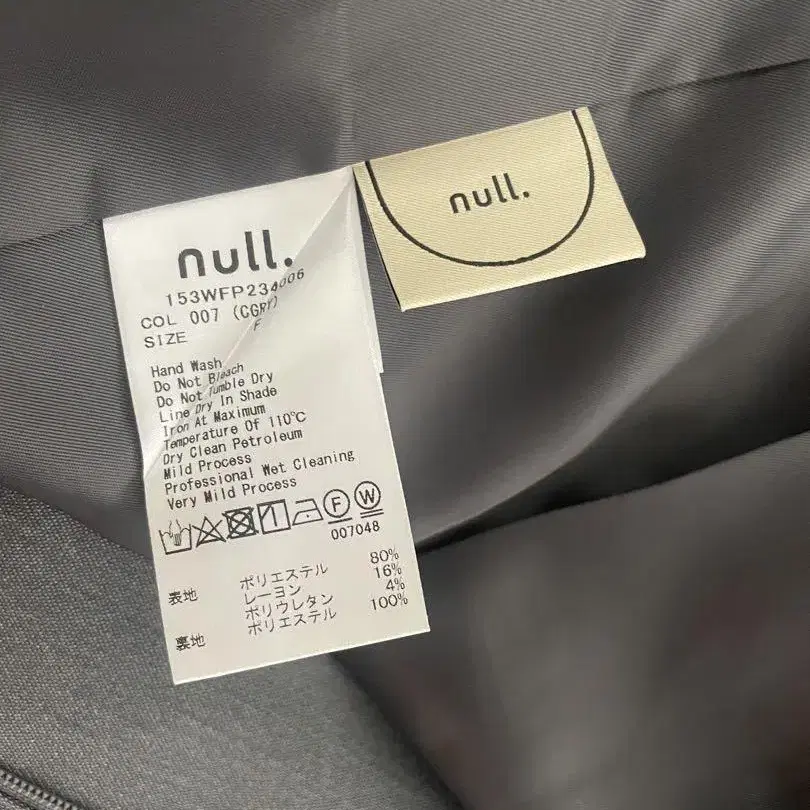 null.
153WFP234006
COL 007 (CGRY)
SIZE F
Hand Wash
Do Not Bleach
Do Not Tumble Dry
Line Dry In Shade
Iron At Maximum
Temperature Of 110℃
Dry Clean Petroleum
Mild Process
Professional Wet Cleaning
Very Mild Process
F W
007048
表地 ポリエステル 80%
レーヨン 16%
ポリウレタン 4%
裏地 ポリエステル 100%
null.